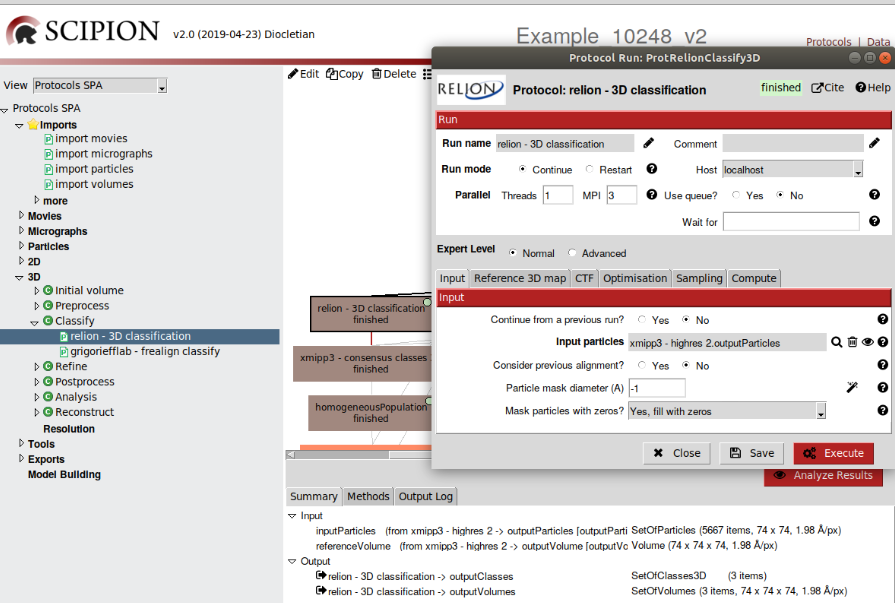 SCIPION v2.0 (2019-04-23) Diocletian
Example_10248_v2
Protocols | Data
View Protocols SPA
Protocols SPA
Imports
import movies
import micrographs
import particles
import volumes
more
Movies
Micrographs
Particles
2D
3D
Initial volume
Preprocess
Classify
relion - 3D classification
grigoriefflab - frealign classify
Refine
Postprocess
Analysis
Reconstruct
Resolution
Tools
Exports
Model Building
Edit Copy Delete
relion - 3D classification
finished
xmipp3 - consensus classes
finished
homogeneousPopulation
finished
Protocol Run: ProtRelionClassify3D
RELION Protocol: relion - 3D classification finished Cite Help
Run
Run name relion - 3D classification Comment
Run mode Continue Restart Host localhost
Parallel Threads 1 MPI 3 Use queue? Yes No
Wait for
Expert Level Normal Advanced
Input Reference 3D map CTF Optimisation Sampling Compute
Input
Continue from a previous run? Yes No
Input particles xmipp3 - highres 2.outputParticles
Consider previous alignment? Yes No
Particle mask diameter (A) -1
Mask particles with zeros? Yes, fill with zeros
Close Save Execute
Analyze Results
Summary Methods Output Log
Input
inputParticles (from xmipp3 - highres 2 -> outputParticles [outputParti SetOfParticles (5667 items, 74 x 74, 1.98 Å/px)
referenceVolume (from xmipp3 - highres 2 -> outputVolume [outputVo Volume (74 x 74 x 74, 1.98 Å/px)
Output
relion - 3D classification -> outputClasses SetOfClasses3D (3 items)
relion - 3D classification -> outputVolumes SetOfVolumes (3 items, 74 x 74 x 74, 1.98 Å/px)